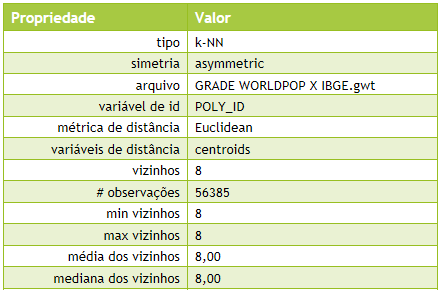 Propriedade Valor
tipo k-NN
simetria asymmetric
arquivo GRADE WORLDPOP X IBGE.gwt
variável de id POLY_ID
métrica de distância Euclidean
variáveis de distância centroids
vizinhos 8
# observações 56385
min vizinhos 8
max vizinhos 8
média dos vizinhos 8,00
mediana dos vizinhos 8,00